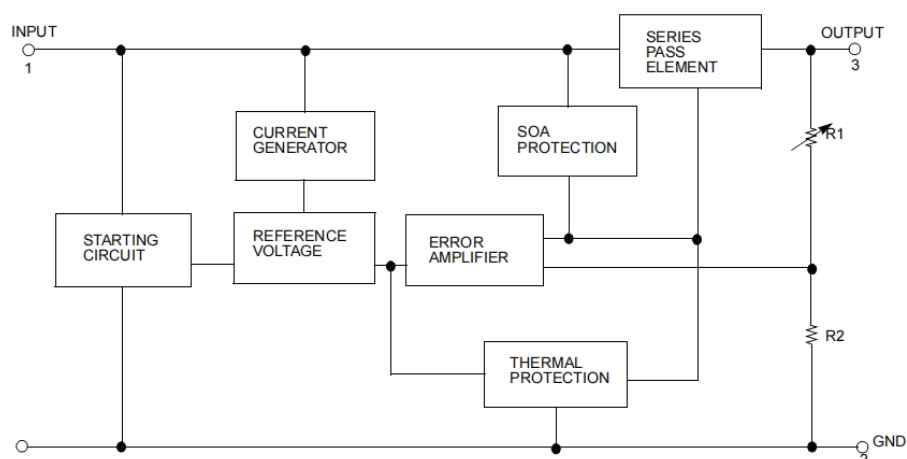 INPUT
1
SERIES
PASS
ELEMENT
OUTPUT
3
CURRENT
GENERATOR
SOA
PROTECTION
R1
STARTING
CIRCUIT
REFERENCE
VOLTAGE
ERROR
AMPLIFIER
R2
THERMAL
PROTECTION
GND
2